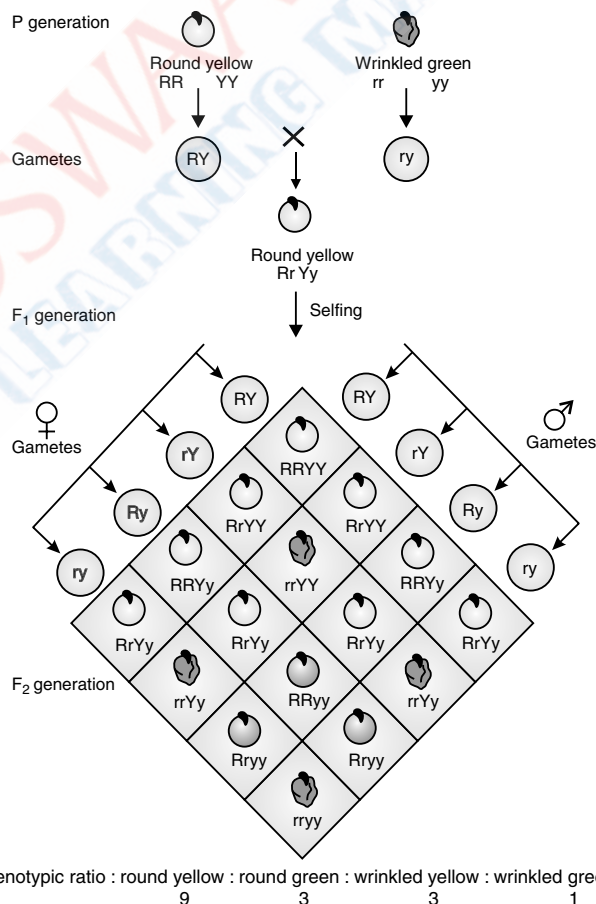 P generation
Round yellow
RR YY
Wrinkled green
rr yy
Gametes
RY
ry
Round yellow
Rr Yy
Selfing
F₁ generation
♀
Gametes
♂
Gametes
RY
rY
Ry
ry
RY
rY
Ry
ry
RRYY
RrYY RrYY
RRYy rrYY RRYy
RrYy RrYy RrYy RrYy
rrYy RRyy rrYy
Rryy Rryy
rryy
F₂ generation
enotypic ratio : round yellow : round green : wrinkled yellow : wrinkled gre
9 3 3 1
LEARNING